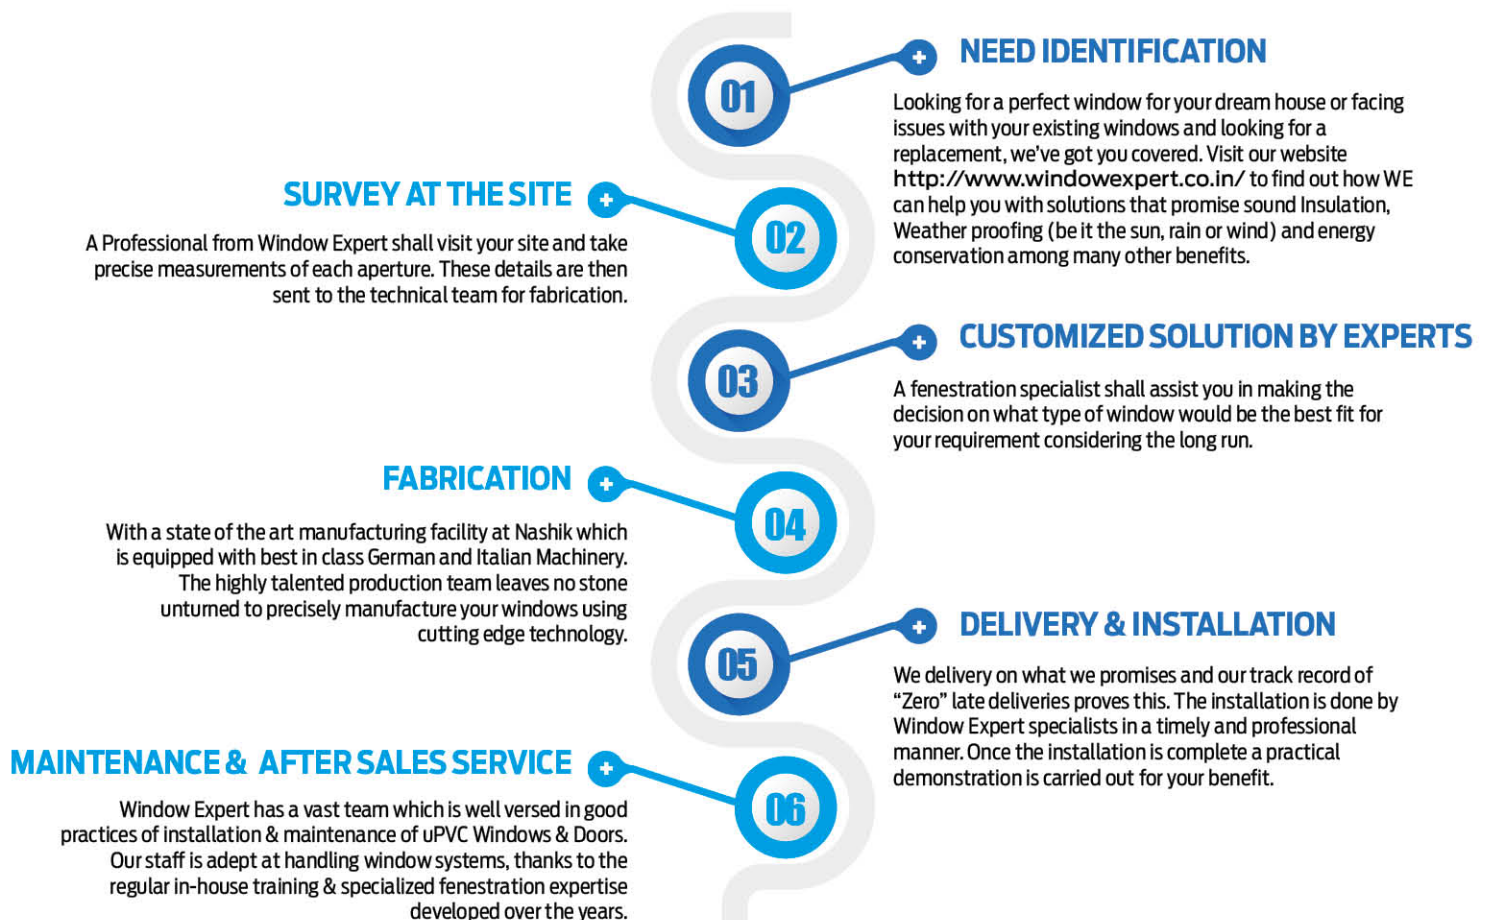 01
NEED IDENTIFICATION
Looking for a perfect window for your dream house or facing
issues with your existing windows and looking for a
replacement, we've got you covered. Visit our website
http://www.windowexpert.co.in/ to find out how WE
can help you with solutions that promise sound Insulation,
Weather proofing (be it the sun, rain or wind) and energy
conservation among many other benefits.
SURVEY AT THE SITE
02
A Professional from Window Expert shall visit your site and take
precise measurements of each aperture. These details are then
sent to the technical team for fabrication.
03
CUSTOMIZED SOLUTION BY EXPERTS
A fenestration specialist shall assist you in making the
decision on what type of window would be the best fit for
your requirement considering the long run.
FABRICATION
04
With a state of the art manufacturing facility at Nashik which
is equipped with best in class German and Italian Machinery.
The highly talented production team leaves no stone
unturned to precisely manufacture your windows using
cutting edge technology.
05
DELIVERY & INSTALLATION
We delivery on what we promises and our track record of
“Zero” late deliveries proves this. The installation is done by
Window Expert specialists in a timely and professional
manner. Once the installation is complete a practical
demonstration is carried out for your benefit.
MAINTENANCE & AFTER SALES SERVICE
06
Window Expert has a vast team which is well versed in good
practices of installation & maintenance of uPVC Windows & Doors.
Our staff is adept at handling window systems, thanks to the
regular in-house training & specialized fenestration expertise
developed over the years.